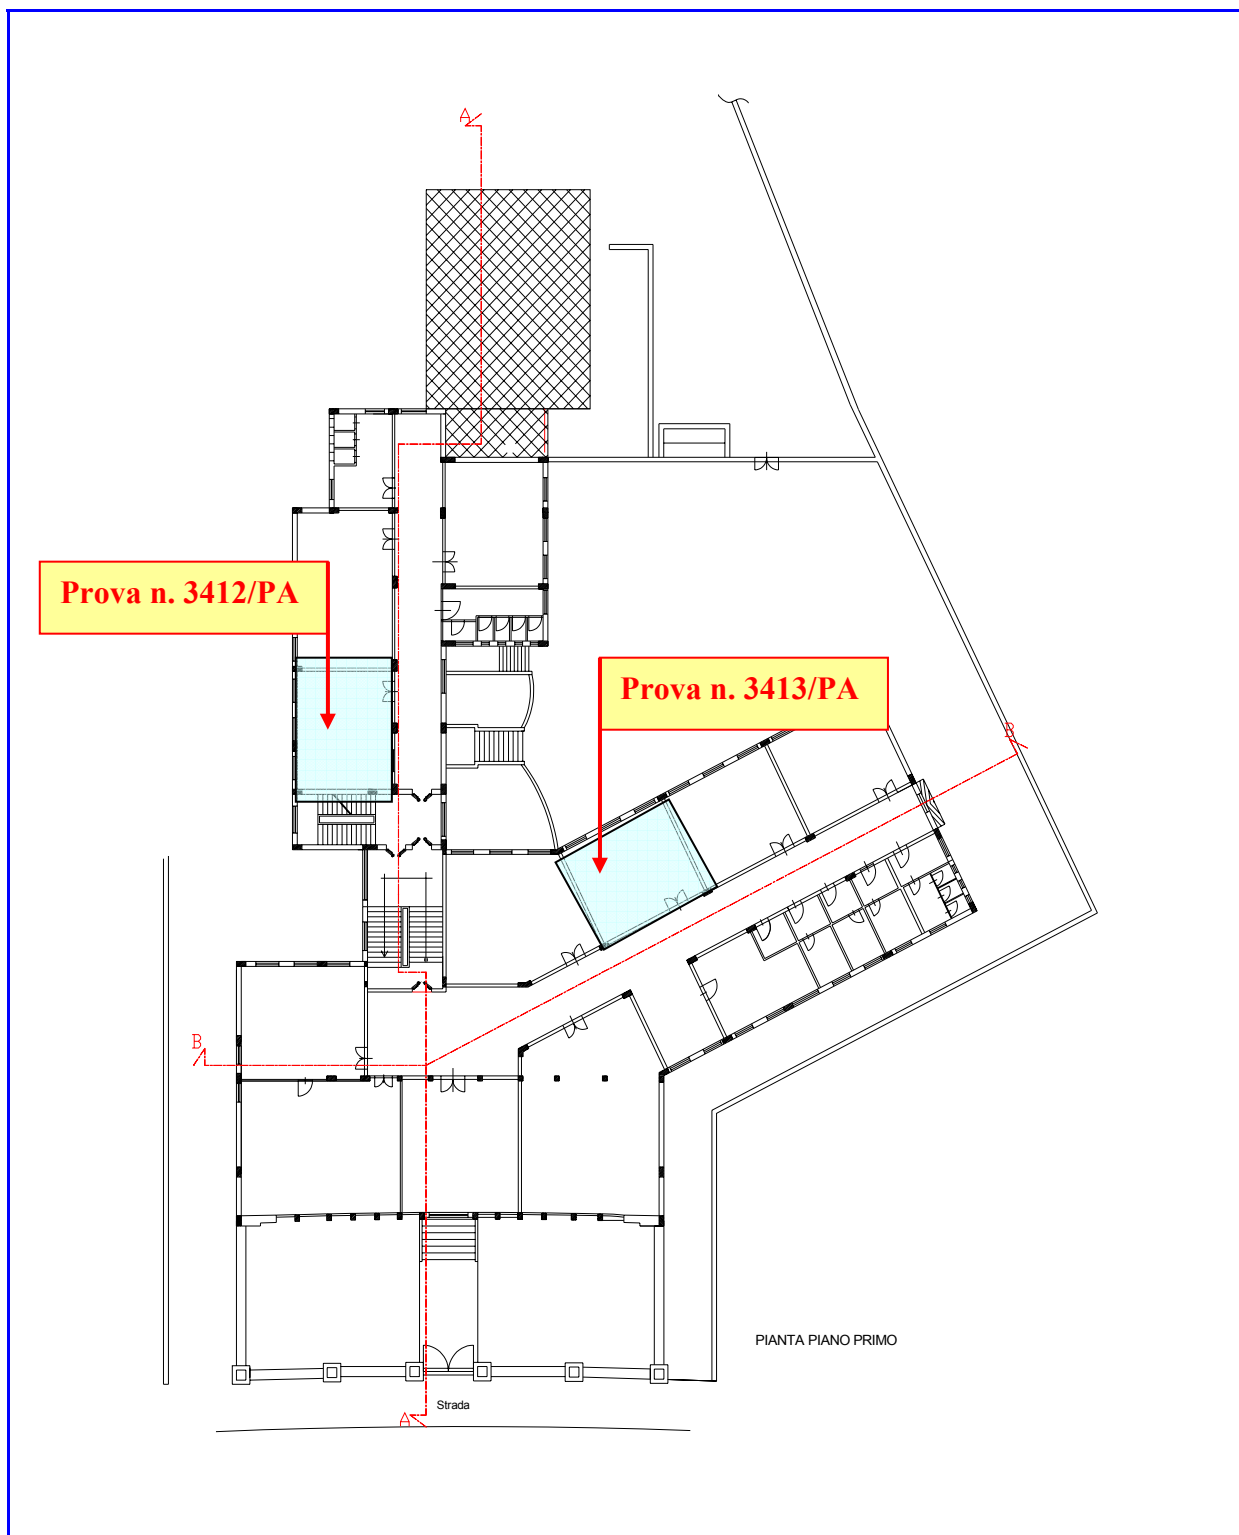 A
Prova n. 3412/PA
Prova n. 3413/PA
B
B
PIANTA PIANO PRIMO
Strada
A